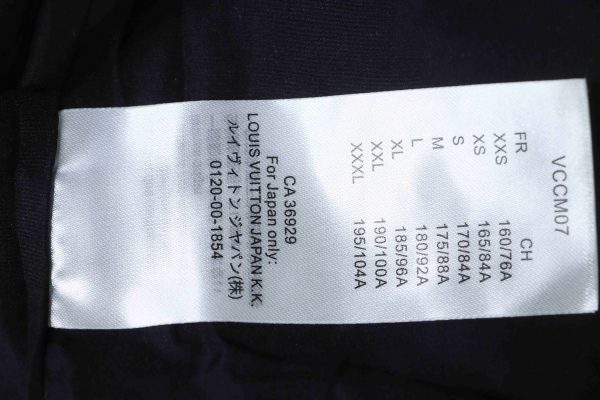 VCCM07
FR CH
XXS 160/76A
XS 165/84A
S 170/84A
M 175/88A
L 180/92A
XL 185/96A
XXL 190/100A
XXXL 195/104A
CA 36929
For Japan only:
LOUIS VUITTON JAPAN K.K.
ルイ ヴィトン ジャパン(株)
0120-00-1854